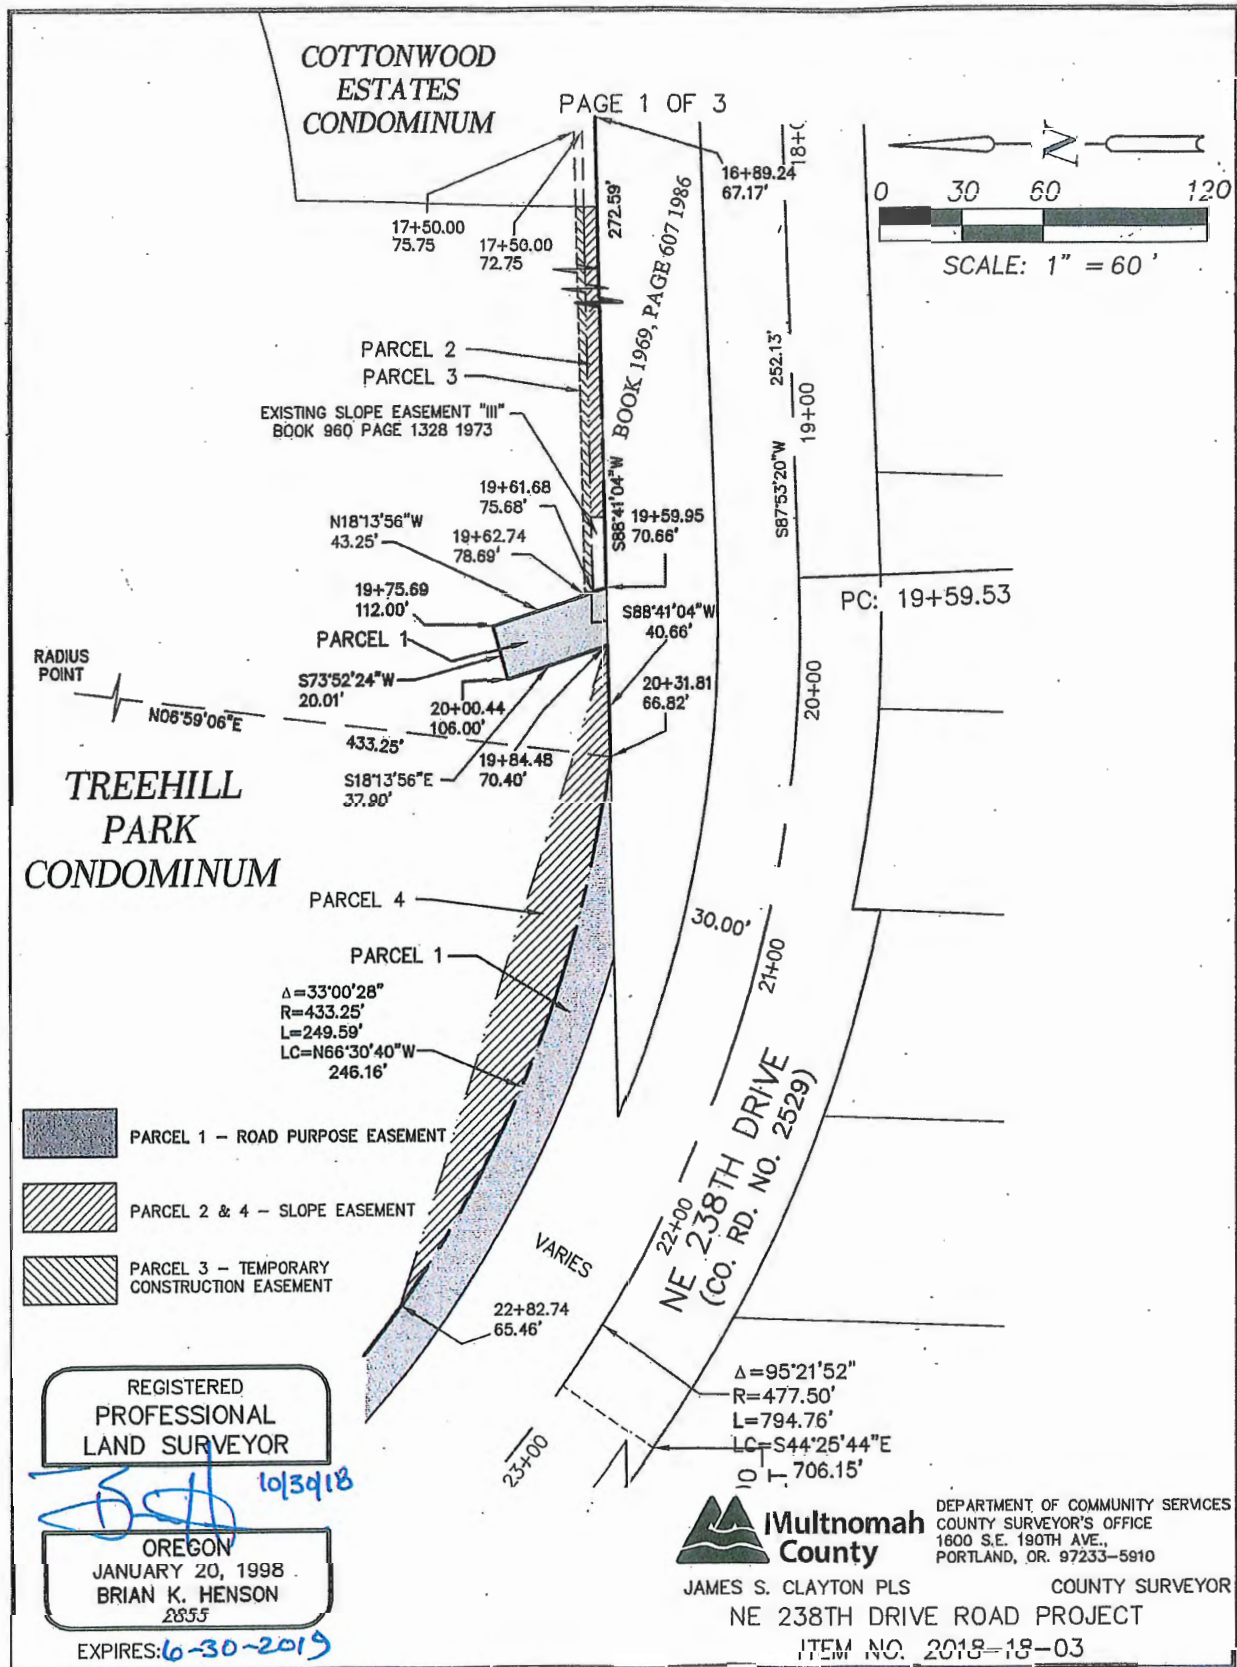 COTTONWOOD
ESTATES
CONDOMINUM
PAGE 1 OF 3
16+89.24
67.17'
18+0
N
0 30 60 120
SCALE: 1" = 60 '
17+50.00
75.75
17+50.00
72.75
272.59'
BOOK 1969, PAGE 607 1986
PARCEL 2
PARCEL 3
EXISTING SLOPE EASEMENT "III"
BOOK 960 PAGE 1328 1973
252.13'
19+00
S87°53'20"W
S88°41'04"W
19+61.68
75.68'
N18°13'56"W
43.25'
19+62.74
78.69'
19+59.95
70.66'
19+75.69
112.00'
PARCEL 1
S88°41'04"W
40.66'
PC: 19+59.53
RADIUS
POINT
N06°59'06"E
433.25'
S73°52'24"W
20.01'
20+00.44
106.00'
20+31.81
66.82'
20+00
19+84.48
70.40'
S18°13'56"E
37.90'
TREEHILL
PARK
CONDOMINUM
PARCEL 4
30.00'
21+00
PARCEL 1
Δ=33°00'28"
R=433.25'
L=249.59'
LC=N66°30'40"W
246.16'
PARCEL 1 - ROAD PURPOSE EASEMENT
PARCEL 2 & 4 - SLOPE EASEMENT
PARCEL 3 - TEMPORARY
CONSTRUCTION EASEMENT
NE 238TH DRIVE
(CO. RD. NO. 2529)
22+00
VARIES
22+82.74
65.46'
23+00
Δ=95°21'52"
R=477.50'
L=794.76'
LC=S44°25'44"E
706.15'
REGISTERED
PROFESSIONAL
LAND SURVEYOR
10/30/18
OREGON
JANUARY 20, 1998
BRIAN K. HENSON
2855
EXPIRES: 6-30-2019
Multnomah
County
DEPARTMENT OF COMMUNITY SERVICES
COUNTY SURVEYOR'S OFFICE
1600 S.E. 190TH AVE.,
PORTLAND, OR. 97233-5910
JAMES S. CLAYTON PLS COUNTY SURVEYOR
NE 238TH DRIVE ROAD PROJECT
ITEM NO. 2018-18-03